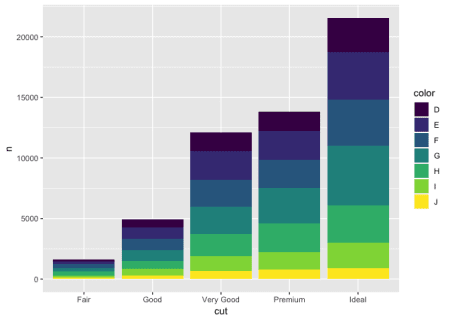 20000
15000
10000
5000
0
n
Fair Good Very Good Premium Ideal
cut
color
D
E
F
G
H
I
J